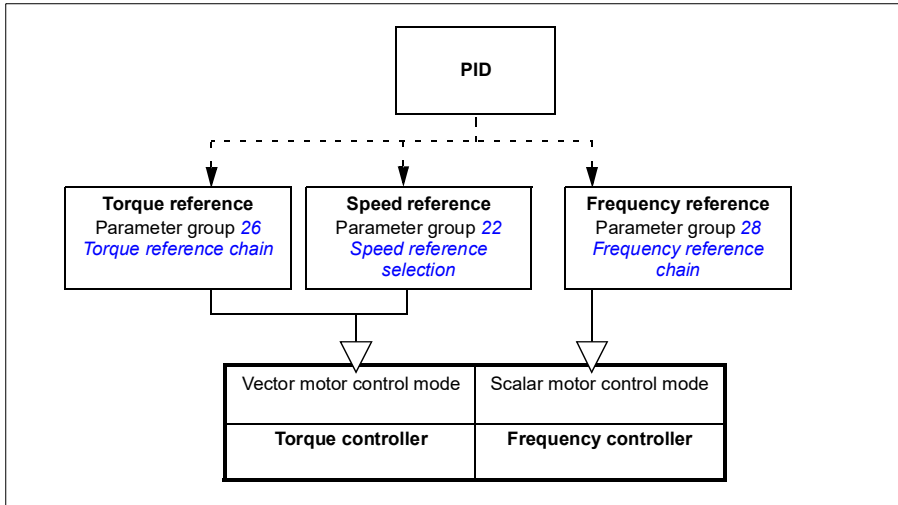 PID
Torque reference
Parameter group 26
Torque reference chain
Speed reference
Parameter group 22
Speed reference
selection
Frequency reference
Parameter group 28
Frequency reference
chain
Vector motor control mode
Scalar motor control mode
Torque controller
Frequency controller